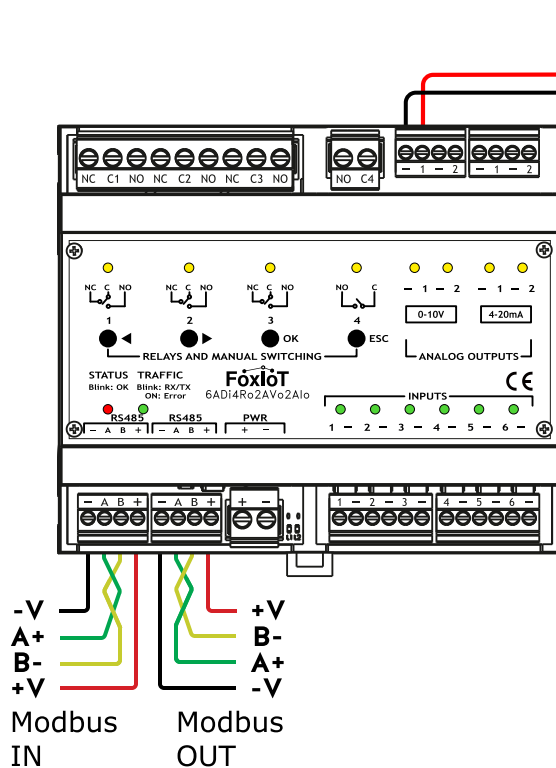 NC C1 NO NC C2 NO NC C3 NO
NO C4
− 1 − 2
− 1 − 2
NC C NO
NC C NO
NC C NO
NO C
− 1 − 2
− 1 − 2
1
2
3
4
0-10V
4-20mA
OK
ESC
RELAYS AND MANUAL SWITCHING
ANALOG OUTPUTS
STATUS
Blink: OK
TRAFFIC
Blink: RX/TX
ON: Error
FoxIoT
6ADi4Ro2AVo2AIo
CE
INPUTS
RS485
RS485
PWR
− A B +
− A B +
+ −
1 − 2 − 3 − 4 − 5 − 6 −
− A B +
− A B +
+ −
1 − 2 − 3 −
4 − 5 − 6 −
-V
A+
B-
+V
+V
B-
A+
-V
Modbus
IN
Modbus
OUT